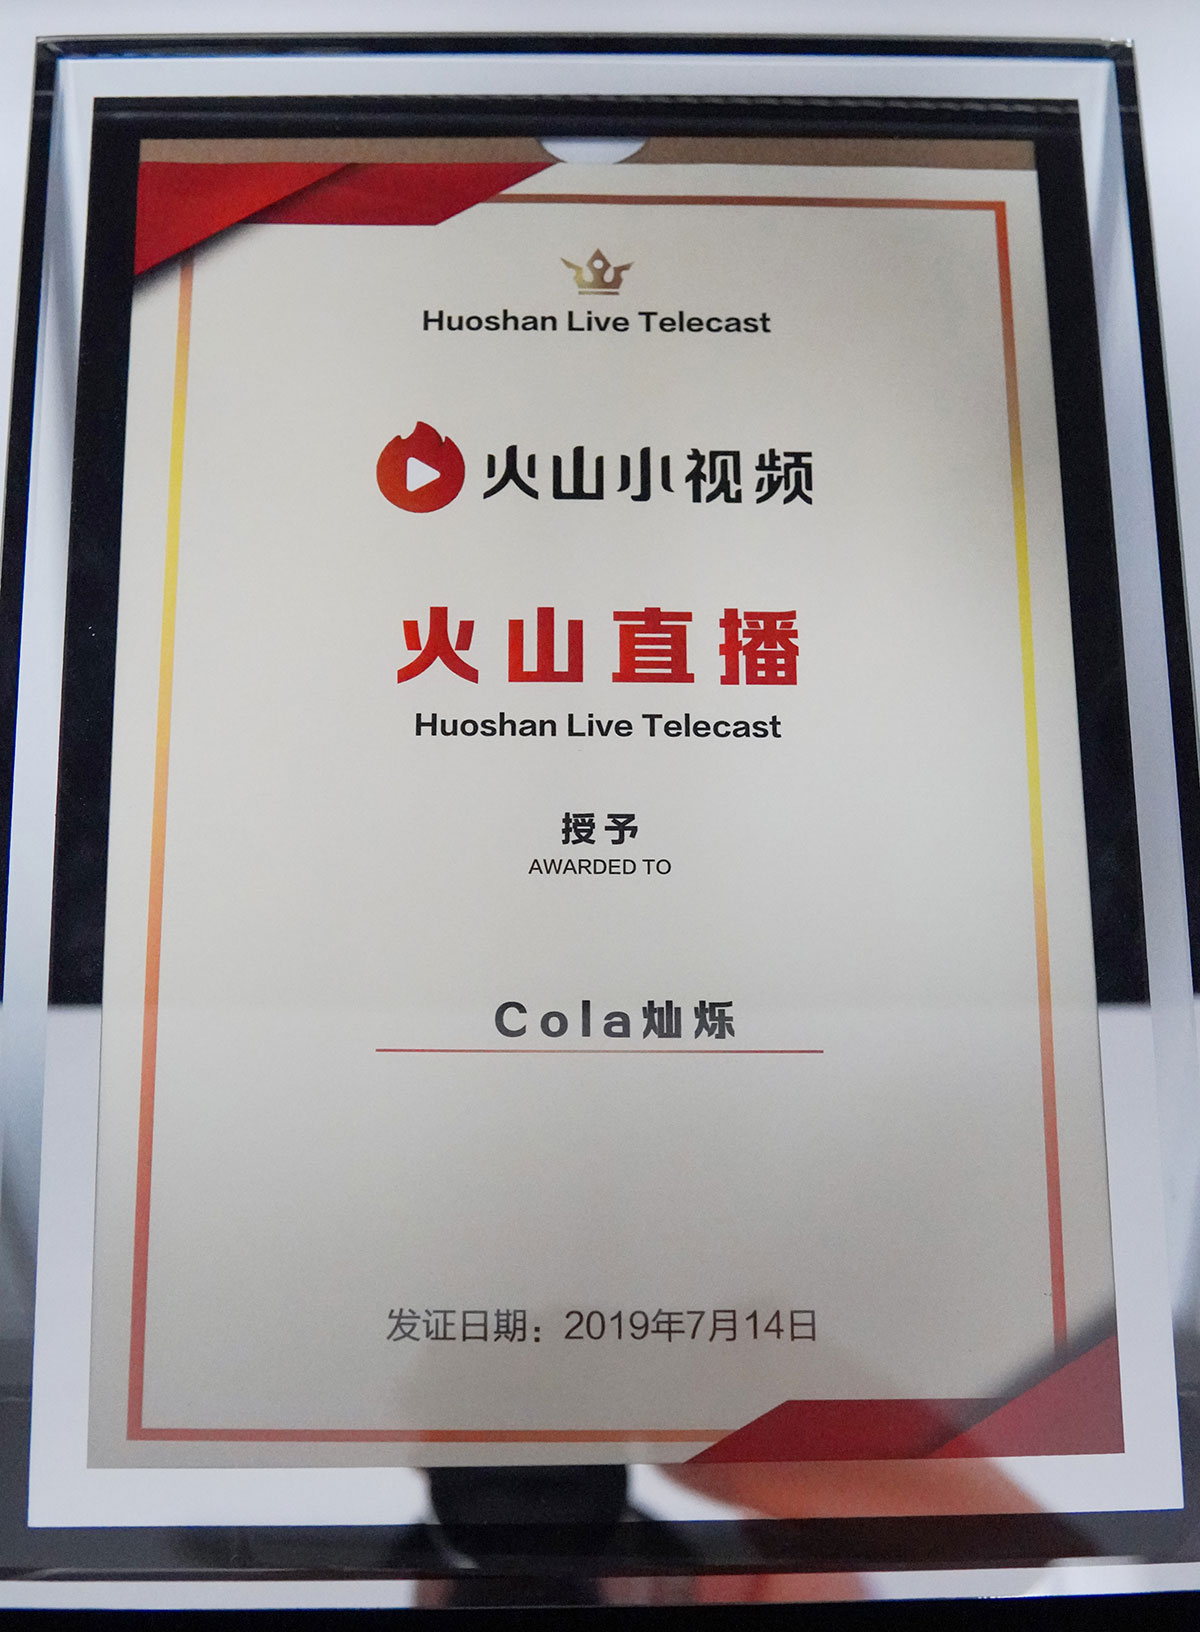 Huoshan Live Telecast
火山小视频
火山直播
Huoshan Live Telecast
授予
AWARDED TO
Cola灿烁
发证日期：2019年7月14日